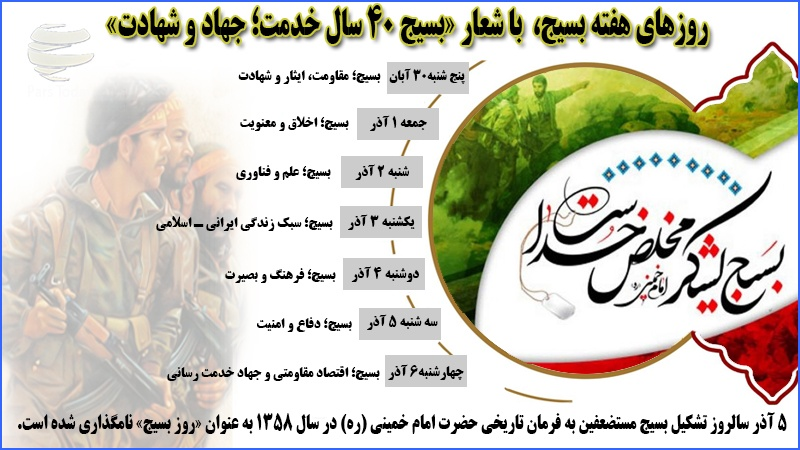 روزهای هفته بسیج، با شعار «بسیج ۴۰ سال خدمت؛ جهاد و شهادت»
پنج شنبه ۳۰ آبان بسیج؛ مقاومت، ایثار و شهادت
جمعه ۱ آذر بسیج؛ اخلاق و معنویت
شنبه ۲ آذر بسیج؛ علم و فناوری
یکشنبه ۳ آذر بسیج؛ سبک زندگی ایرانی ـ اسلامی
دوشنبه ۴ آذر بسیج؛ فرهنگ و بصیرت
سه شنبه ۵ آذر بسیج؛ دفاع و امنیت
چهارشنبه ۶ آذر بسیج؛ اقتصاد مقاومتی و جهاد خدمت رسانی
بسیج لشکر مخلص خداست
امام خمینی ره
۵ آذر سالروز تشکیل بسیج مستضعفین به فرمان تاریخی حضرت امام خمینی (ره) در سال ۱۳۵۸ به عنوان «روز بسیج» نامگذاری شده است.